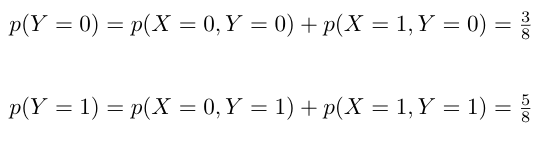 p(Y = 0) = p(X = 0, Y = 0) + p(X = 1, Y = 0) = 3/8
p(Y = 1) = p(X = 0, Y = 1) + p(X = 1, Y = 1) = 5/8